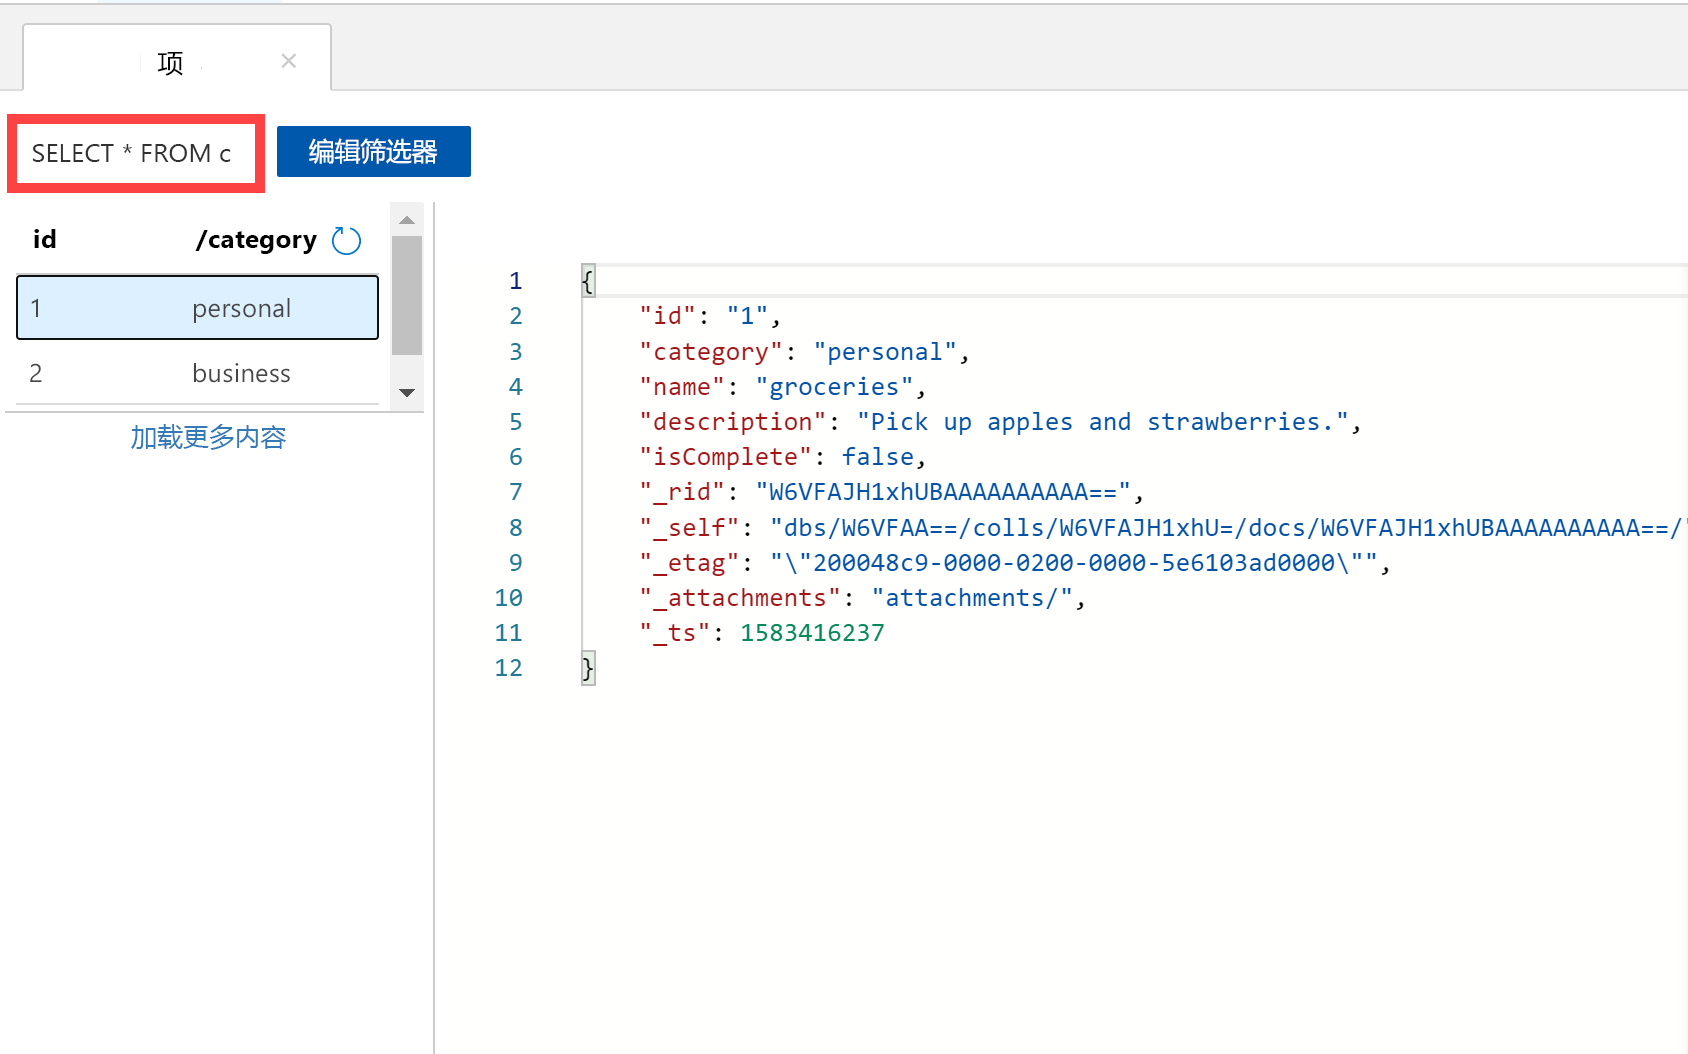 项
SELECT * FROM c
编辑筛选器
id /category
1 personal
2 business
加载更多内容
1 {
2 "id": "1",
3 "category": "personal",
4 "name": "groceries",
5 "description": "Pick up apples and strawberries.",
6 "isComplete": false,
7 "_rid": "W6VFAJH1xhUBAAAAAAAAAA==",
8 "_self": "dbs/W6VFAA==/colls/W6VFAJH1xhU=/docs/W6VFAJH1xhUBAAAAAAAAAA==/"
9 "_etag": "\"200048c9-0000-0200-0000-5e6103ad0000\"",
10 "_attachments": "attachments/",
11 "_ts": 1583416237
12 }